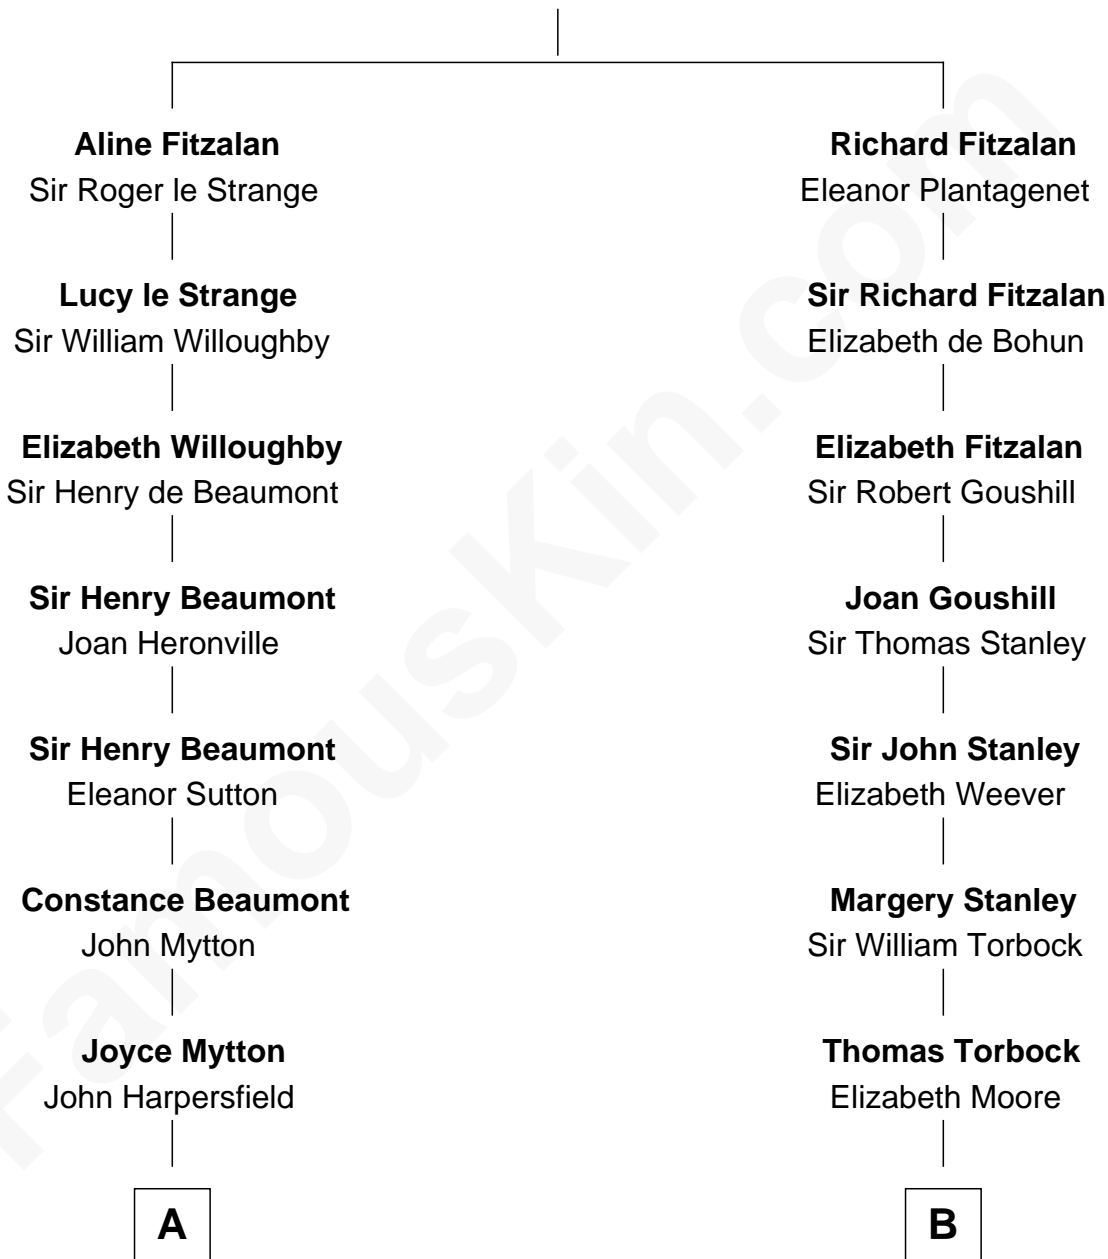 Aline Fitzalan
Sir Roger le Strange
Lucy le Strange
Sir William Willoughby
Elizabeth Willoughby
Sir Henry de Beaumont
Sir Henry Beaumont
Joan Heronville
Sir Henry Beaumont
Eleanor Sutton
Constance Beaumont
John Mytton
Joyce Mytton
John Harpersfield
A
Richard Fitzalan
Eleanor Plantagenet
Sir Richard Fitzalan
Elizabeth de Bohun
Elizabeth Fitzalan
Sir Robert Goushill
Joan Goushill
Sir Thomas Stanley
Sir John Stanley
Elizabeth Weever
Margery Stanley
Sir William Torbock
Thomas Torbock
Elizabeth Moore
B
FamousKin.com